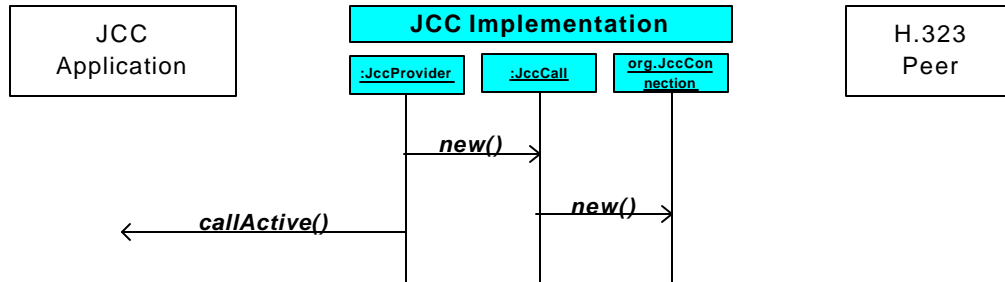 JCC
Application
JCC Implementation
H.323
Peer
:JccProvider
:JccCall
org.JccCon
nection
new()
new()
callActive()